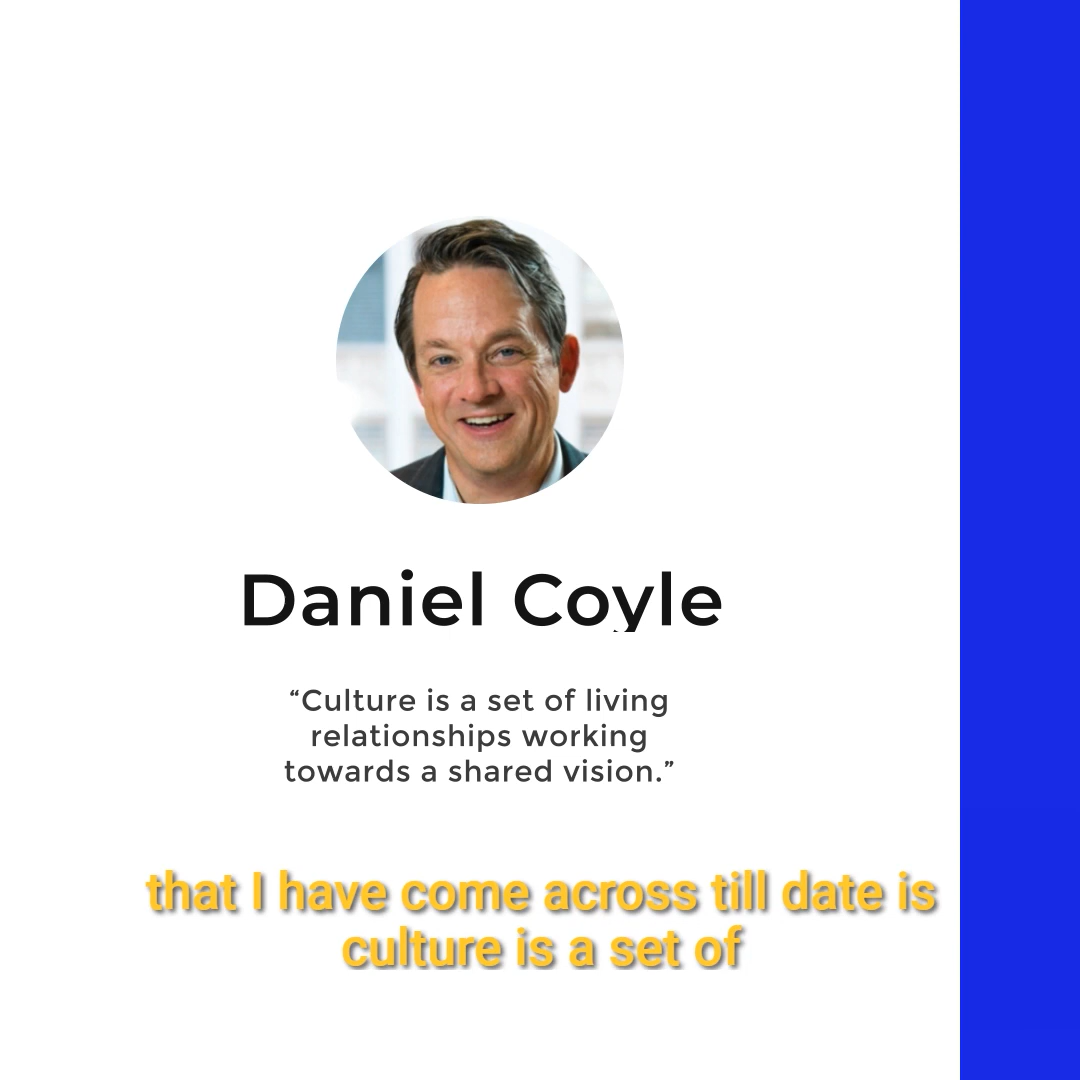 Daniel Coyle
“Culture is a set of living
relationships working
towards a shared vision.”
that I have come across till date is
culture is a set of